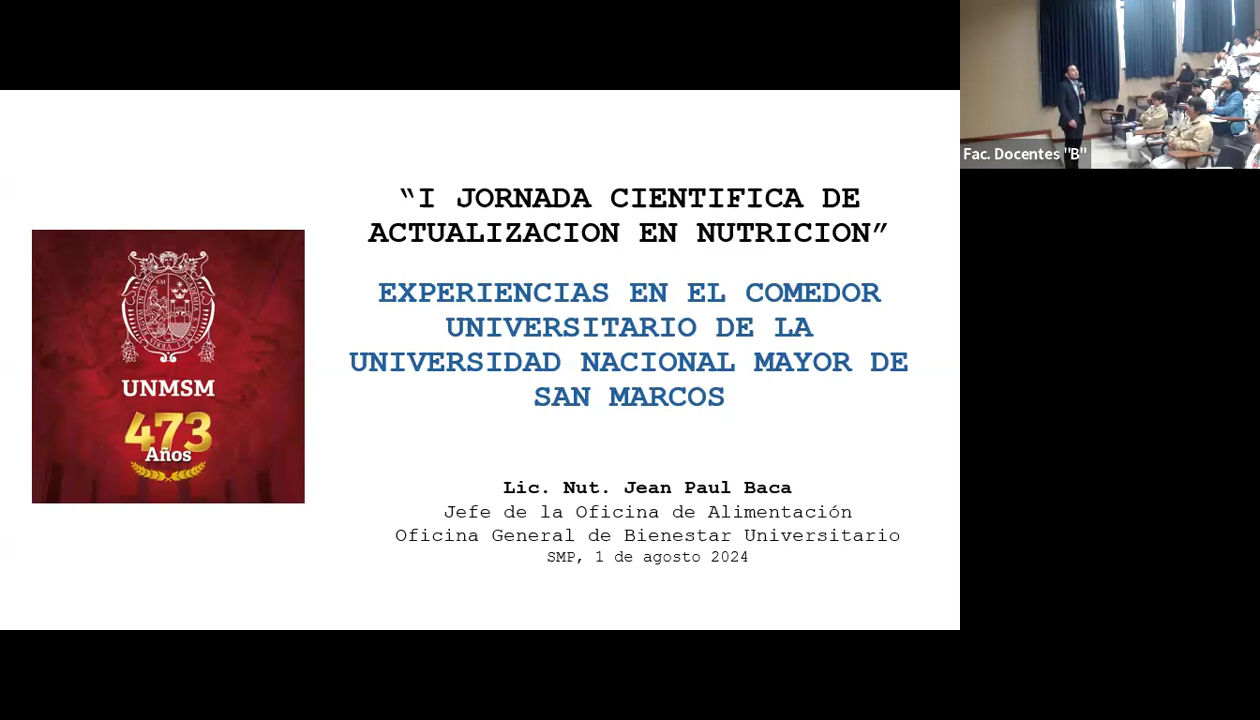 “I JORNADA CIENTIFICA DE
ACTUALIZACION EN NUTRICION”
EXPERIENCIAS EN EL COMEDOR
UNIVERSITARIO DE LA
UNIVERSIDAD NACIONAL MAYOR DE
SAN MARCOS
UNMSM
473
Años
Lic. Nut. Jean Paul Baca
Jefe de la Oficina de Alimentación
Oficina General de Bienestar Universitario
SMP, 1 de agosto 2024
Fac. Docentes "B"